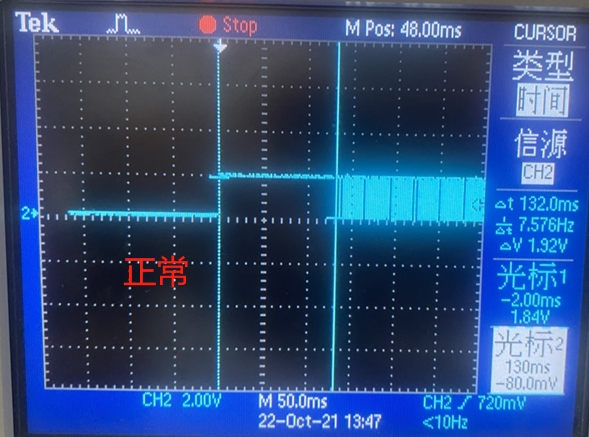 Tek Stop M Pos: 48.00ms CURSOR
类型
时间
信源
CH2
2
Δt 132.0ms
1/Δt 7.576Hz
ΔV 1.92V
正常
光标1
-2.00ms
1.84V
光标2
130ms
-80.0mV
CH2 2.00V M 50.0ms CH2 / 720mV
22-Oct-21 13:47 <10Hz